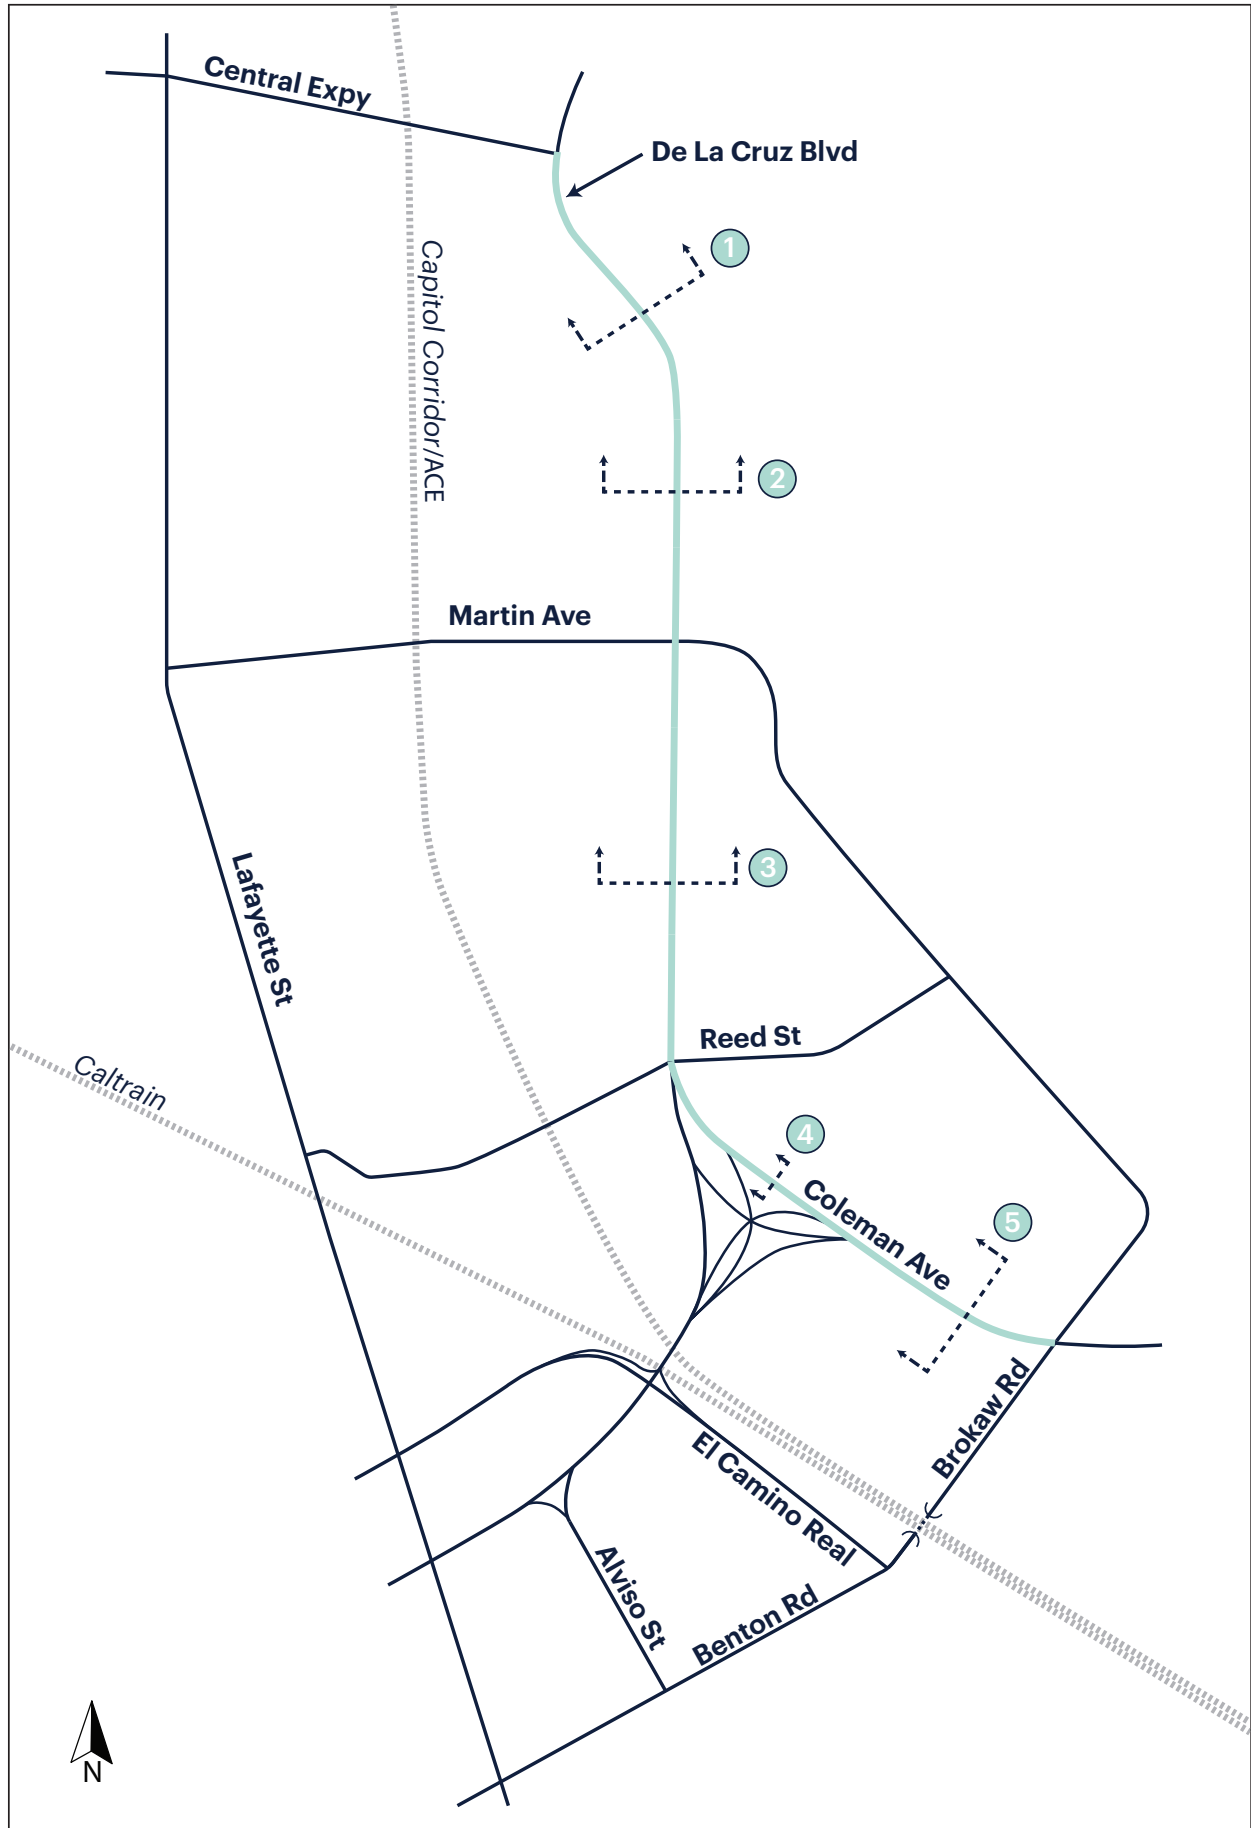 Central Expy
De La Cruz Blvd
1
Capitol Corridor/ACE
2
Martin Ave
3
Lafayette St
Reed St
Caltrain
4
Coleman Ave
5
Brokaw Rd
El Camino Real
Alviso St
Benton Rd
N